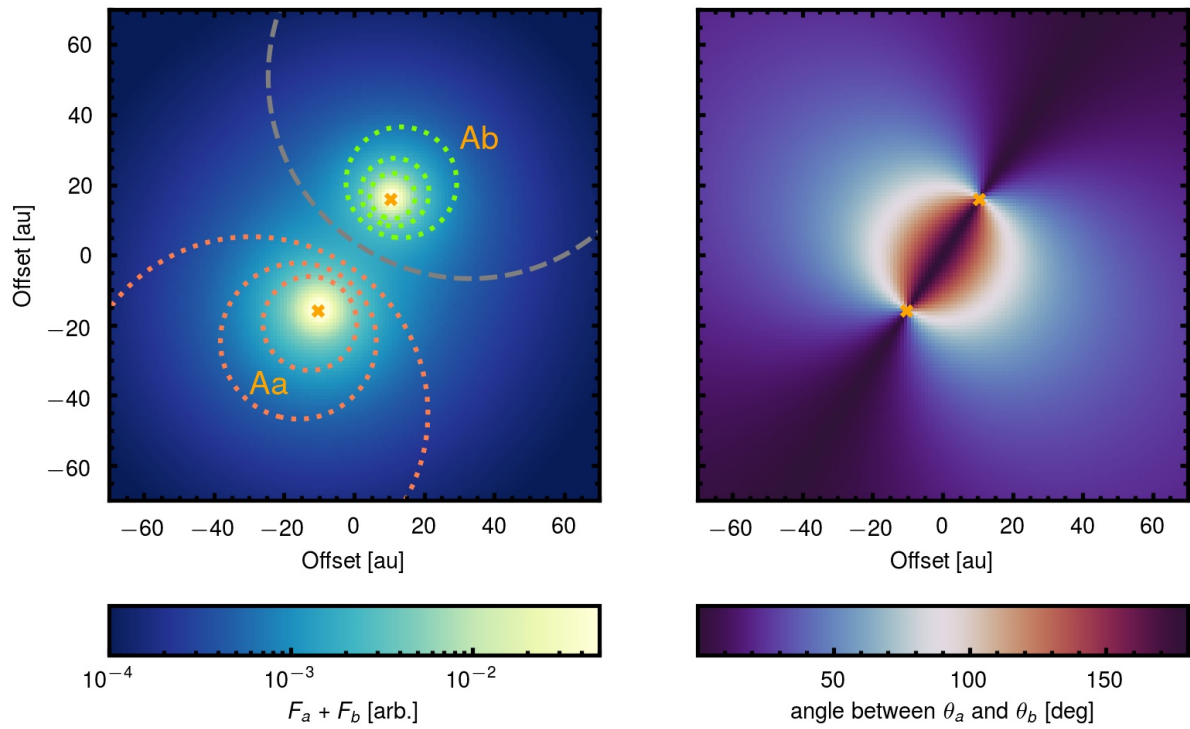 60
40
20
0
−20
−40
−60
Offset [au]
Ab
Aa
−60 −40 −20 0 20 40 60
Offset [au]
10⁻⁴ 10⁻³ 10⁻²
Fₐ + F_b [arb.]
−60 −40 −20 0 20 40 60
Offset [au]
50 100 150
angle between θₐ and θ_b [deg]